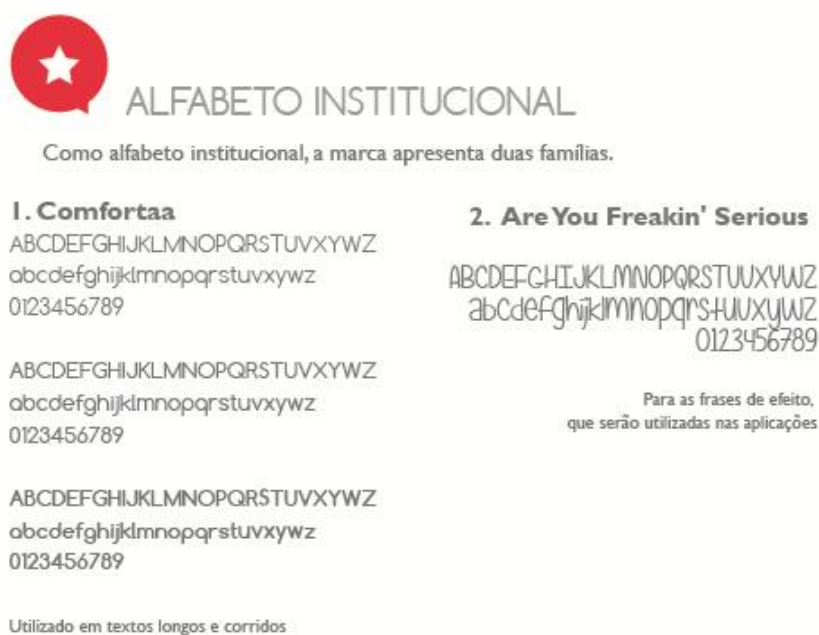 ALFABETO INSTITUCIONAL
Como alfabeto institucional, a marca apresenta duas famílias.
1. Comfortaa
ABCDEFGHIJKLMNOPQRSTUVXYWZ
abcdefghijklmnopqrstuvxywz
0123456789
ABCDEFGHIJKLMNOPQRSTUVXYWZ
abcdefghijklmnopqrstuvxywz
0123456789
ABCDEFGHIJKLMNOPQRSTUVXYWZ
abcdefghijklmnopqrstuvxywz
0123456789
Utilizado em textos longos e corridos
2. Are You Freakin' Serious
ABCDEFGHIJKLMNOPQRSTUVXYWZ
abcdefghijklmnopqrstuvxywz
0123456789
Para as frases de efeito,
que serão utilizadas nas aplicações